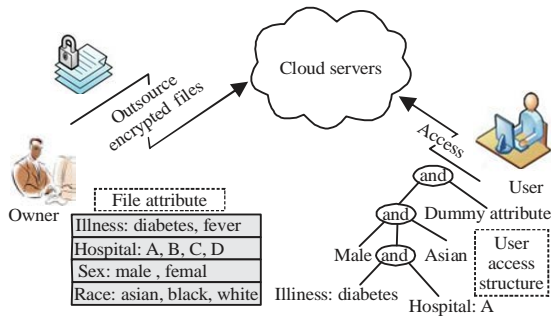 Cloud servers
Outsource
encrypted files
Access
Owner
User
File attribute
Illness: diabetes, fever
Hospital: A, B, C, D
Sex: male , femal
Race: asian, black, white
and
and
Dummy attribute
Male
and
Asian
Illness: diabetes
Hospital: A
User
access
structure